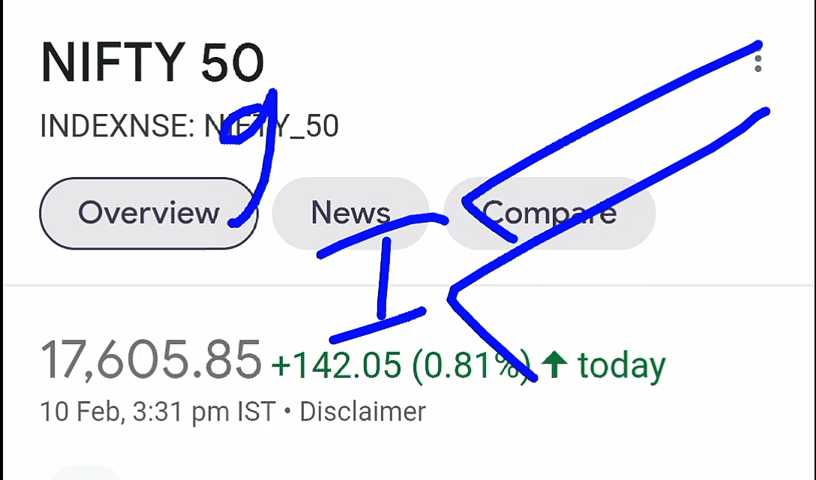 NIFTY 50
INDEXNSE: NIFTY_50
Overview News Compare
17,605.85 +142.05 (0.81%) ↑ today
10 Feb, 3:31 pm IST • Disclaimer